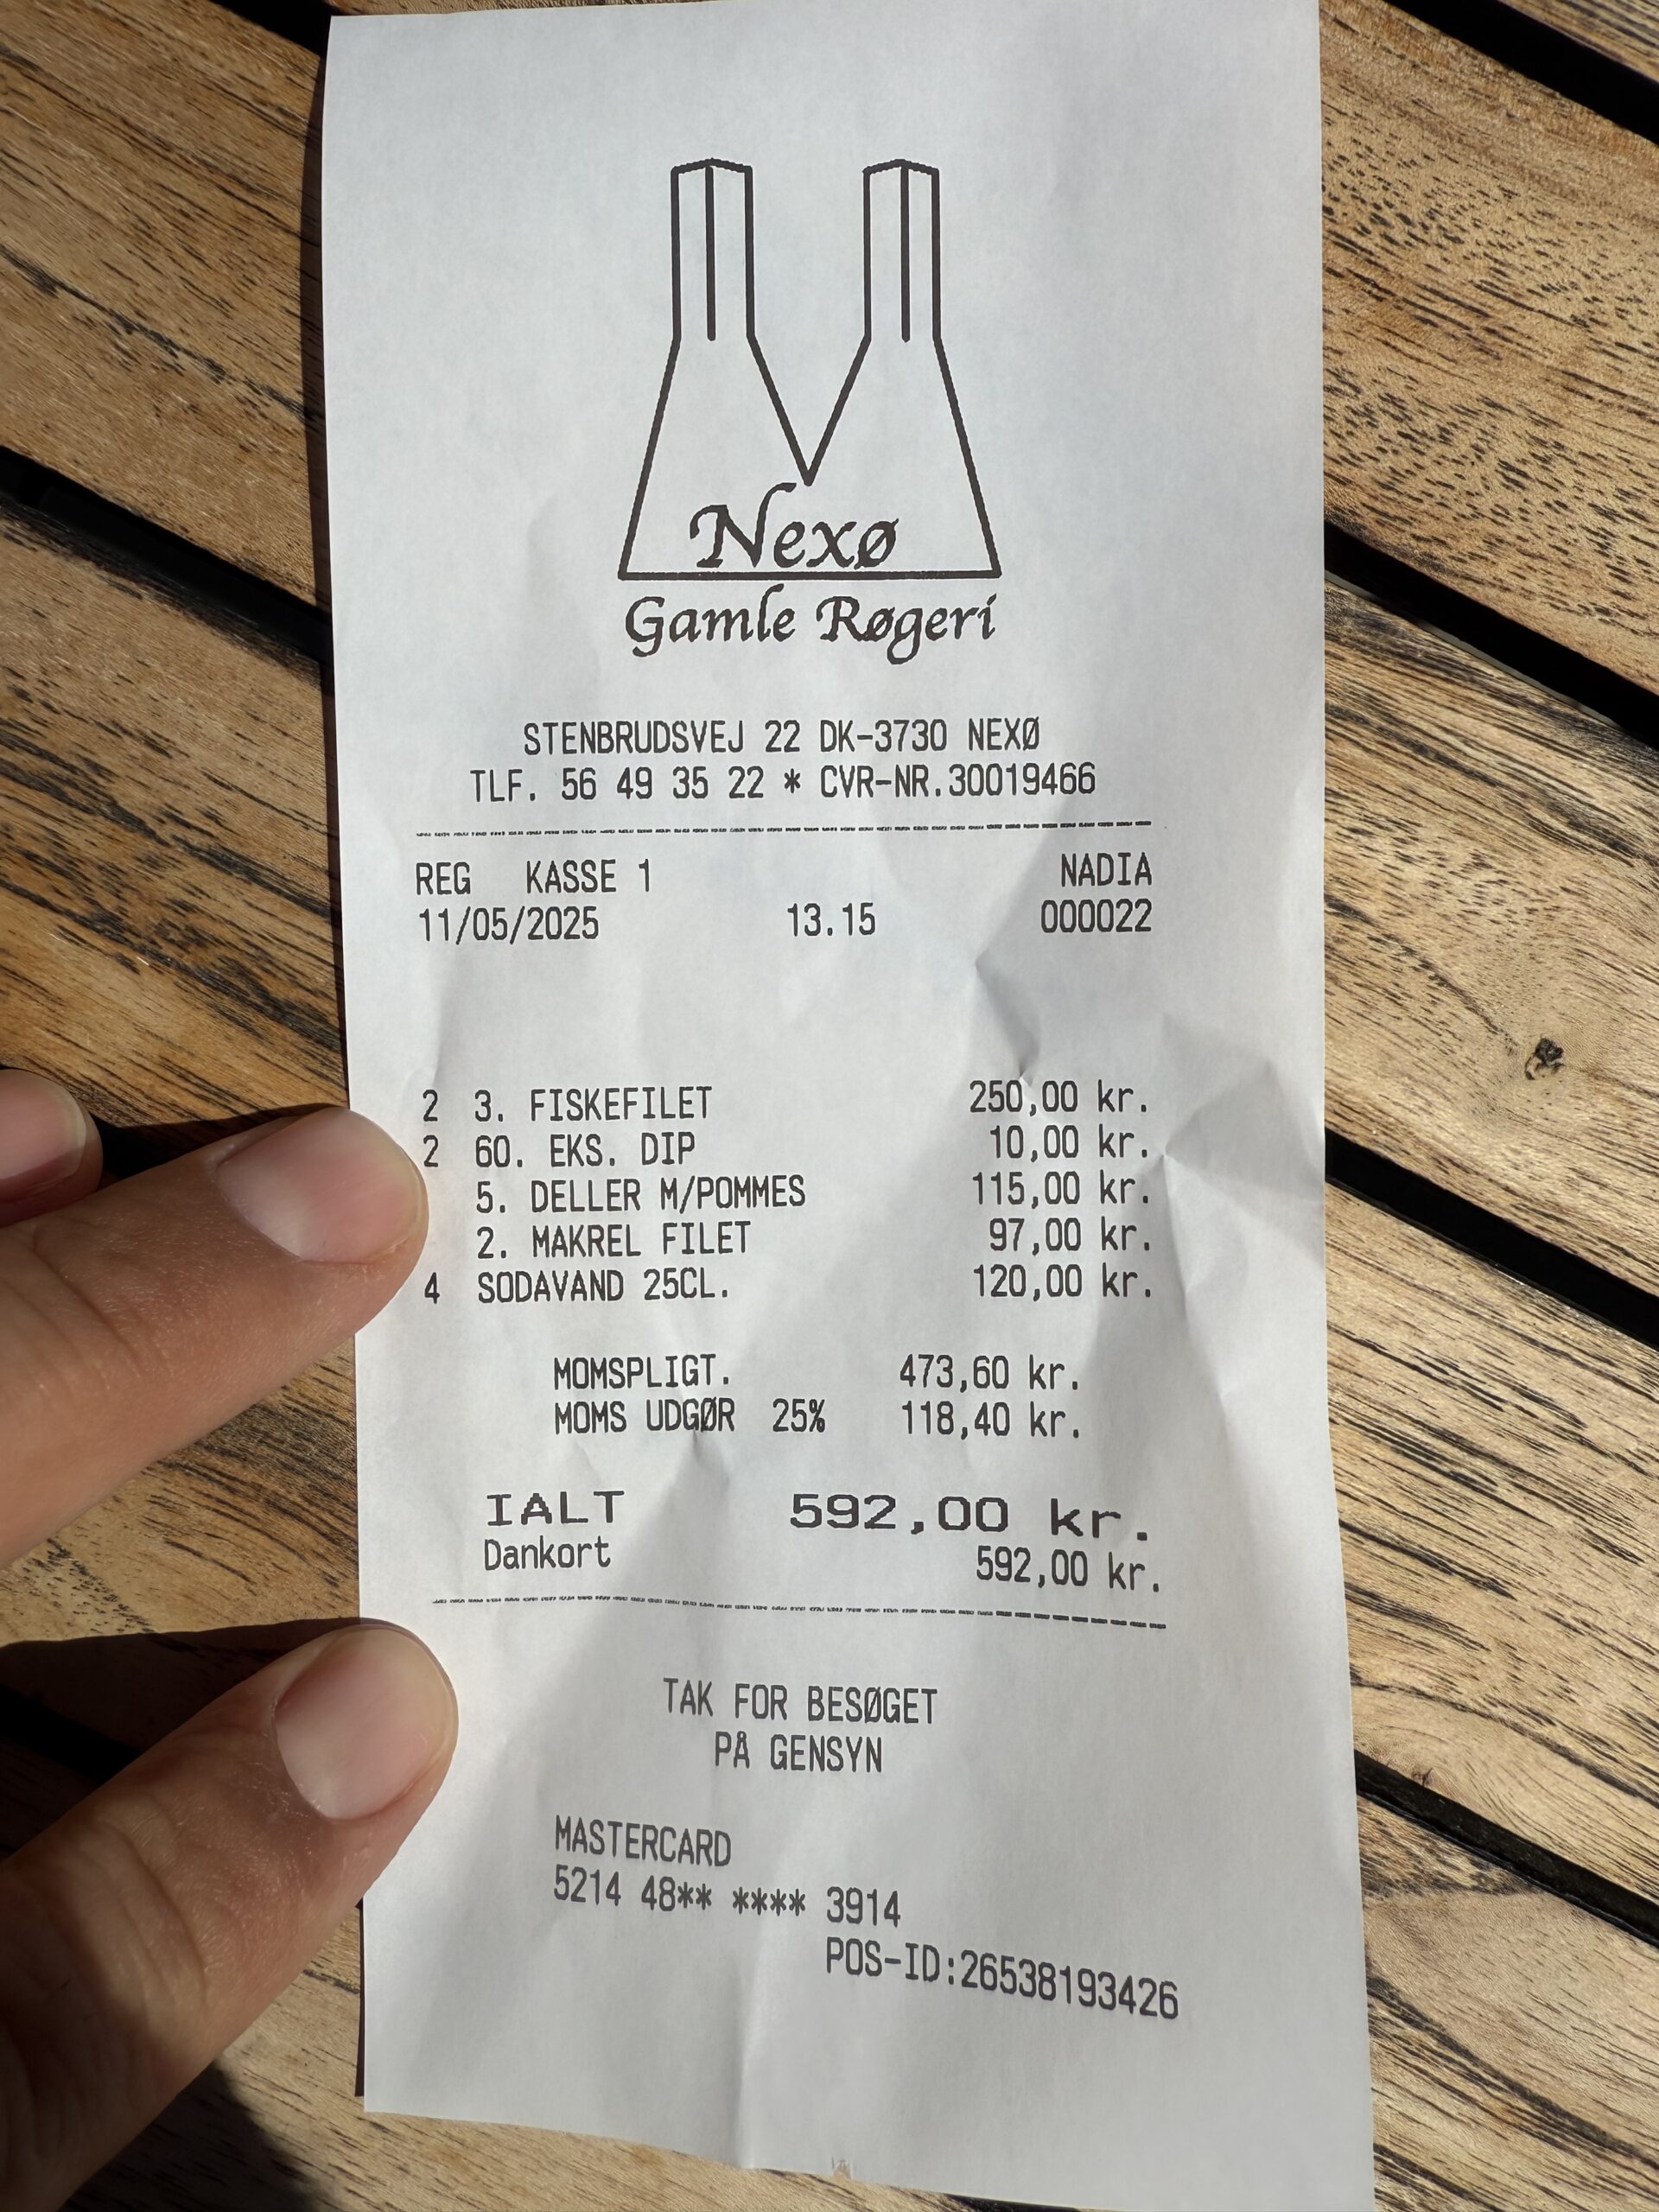 Nexø
Gamle Røgeri
STENBRUDSVEJ 22 DK-3730 NEXØ
TLF. 56 49 35 22 * CVR-NR.30019466
REG KASSE 1 NADIA
11/05/2025 13.15 000022
2 3. FISKEFILET 250,00 kr.
2 60. EKS. DIP 10,00 kr.
5. DELLER M/POMMES 115,00 kr.
2. MAKREL FILET 97,00 kr.
4 SODAVAND 25CL. 120,00 kr.
MOMSPLIGT. 473,60 kr.
MOMS UDGØR 25% 118,40 kr.
IALT 592,00 kr.
Dankort 592,00 kr.
TAK FOR BESØGET
PÅ GENSYN
MASTERCARD
5214 48** **** 3914
POS-ID:26538193426